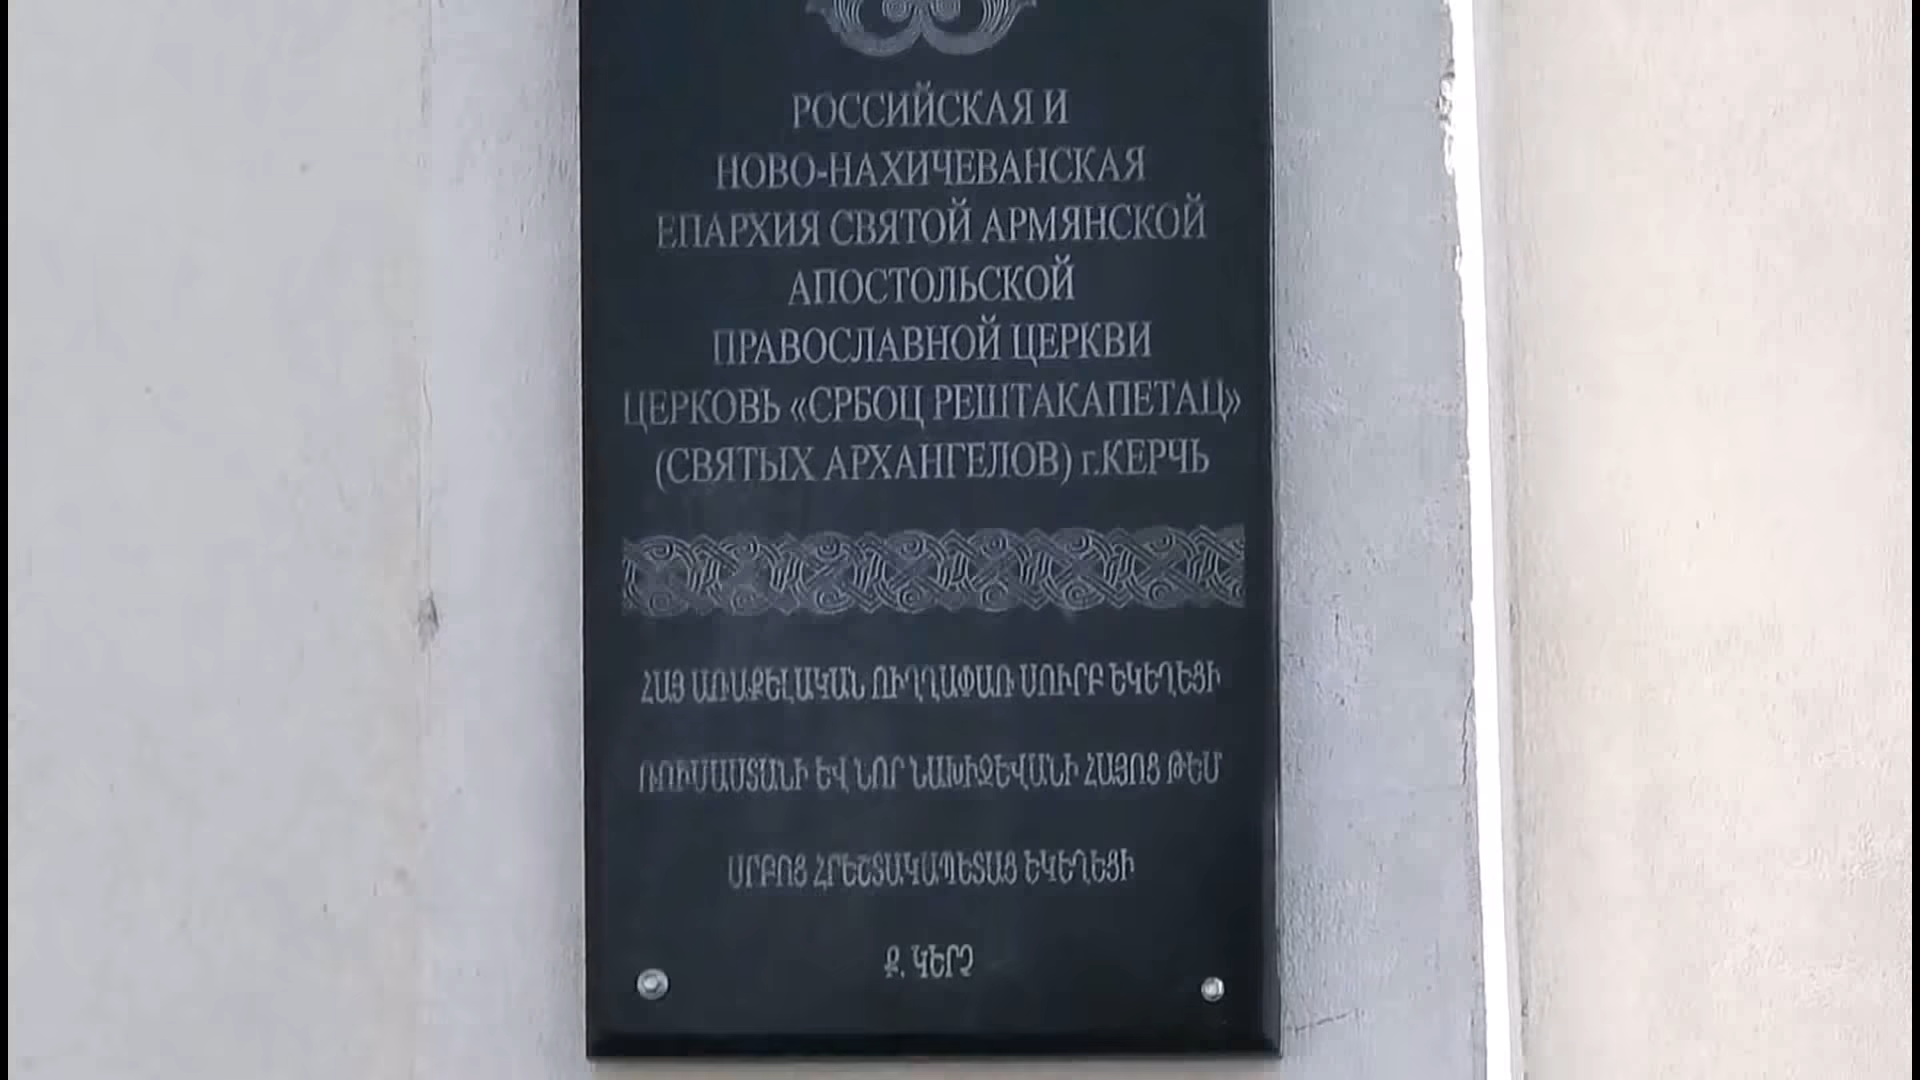 РОССИЙСКАЯ И
НОВО-НАХИЧЕВАНСКАЯ
ЕПАРХИЯ СВЯТОЙ АРМЯНСКОЙ
АПОСТОЛЬСКОЙ
ПРАВОСЛАВНОЙ ЦЕРКВИ
ЦЕРКОВЬ «СРБОЦ РЕШТАКАПЕТАЦ»
(СВЯТЫХ АРХАНГЕЛОВ) г.КЕРЧЬ
ՀԱՅ ԱՌԱՔԵԼԱԿԱՆ ՈՒՂՂԱՓԱՌ ՍՈՒՐԲ ԵԿԵՂԵՑԻ
ՌՈՒՍԱՍՏԱՆԻ ԵՎ ՆՈՐ ՆԱԽԻՋԵՎԱՆԻ ՀԱՅՈՑ ԹԵՄ
ՍՐԲՈՑ ՀՐԵՇՏԱԿԱՊԵՏԱՑ ԵԿԵՂԵՑԻ
Ք. ԿԵՐՉ